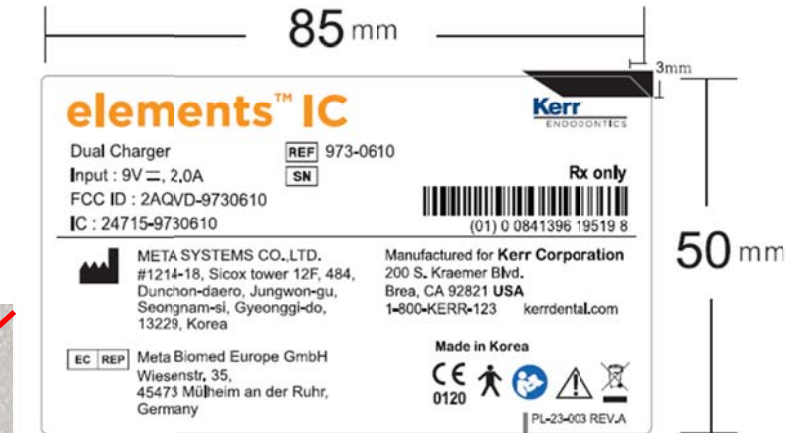 85 mm
3mm
elements™ IC
Kerr
ENDODONTICS
Dual Charger
REF 973-0610
Input : 9V ⎓, 2.0A
SN
Rx only
FCC ID : 2AQVD-9730610
IC : 24715-9730610
(01) 0 0841396 19519 8
50 mm
META SYSTEMS CO.,LTD.
#1214-18, Sicox tower 12F, 484,
Dunchon-daero, Jungwon-gu,
Seongnam-si, Gyeonggi-do,
13229, Korea
Manufactured for Kerr Corporation
200 S. Kraemer Blvd.
Brea, CA 92821 USA
1-800-KERR-123 kerrdental.com
EC REP Meta Biomed Europe GmbH
Wiesenstr. 35,
45473 Mülheim an der Ruhr,
Germany
Made in Korea
CE
0120
PL-23-003 REV.A